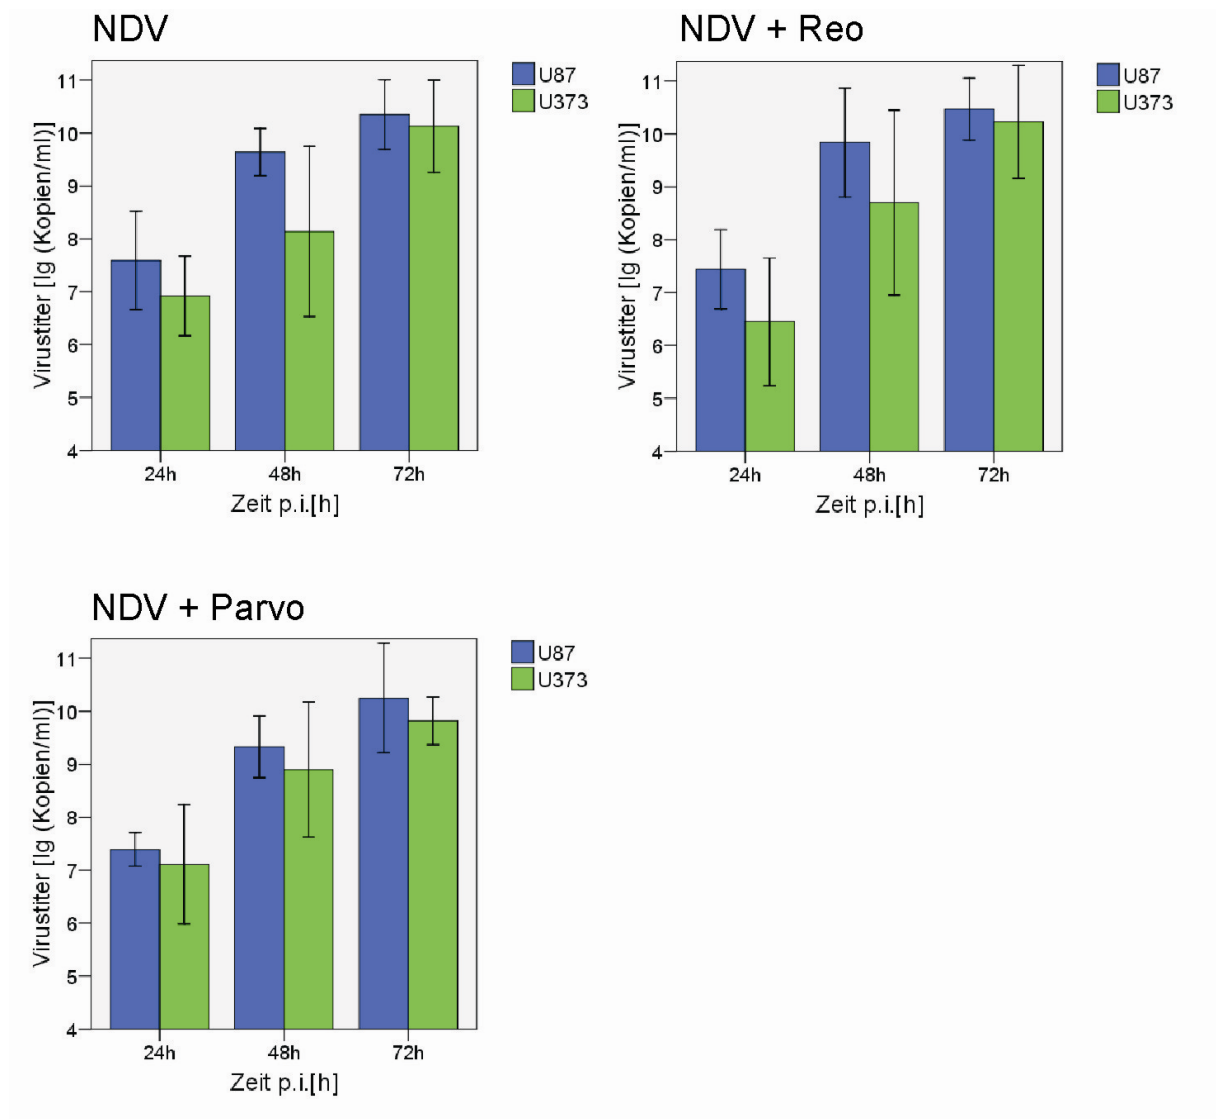 NDV
U87
U373
Virustiter [lg (Kopien/ml)]
11
10
9
8
7
6
5
4
24h 48h 72h
Zeit p.i.[h]
NDV + Reo
U87
U373
Virustiter [lg (Kopien/ml)]
11
10
9
8
7
6
5
4
24h 48h 72h
Zeit p.i.[h]
NDV + Parvo
U87
U373
Virustiter [lg (Kopien/ml)]
11
10
9
8
7
6
5
4
24h 48h 72h
Zeit p.i.[h]